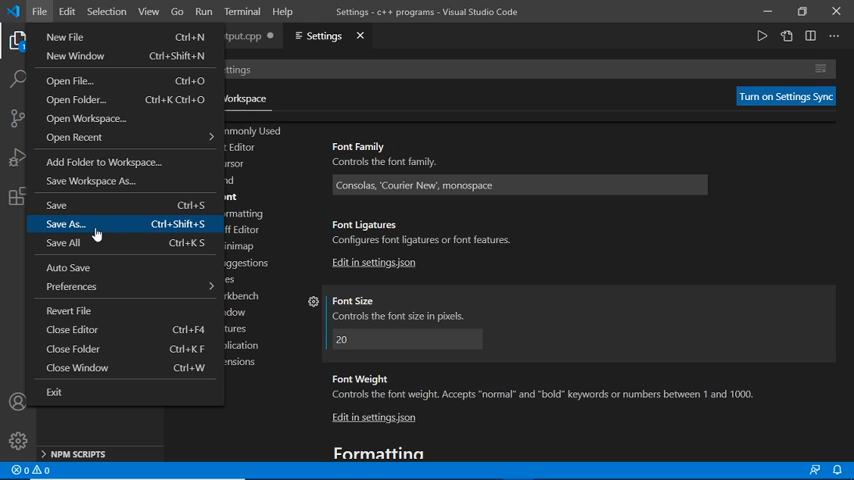 File Edit Selection View Go Run Terminal Help Settings - c++ programs - Visual Studio Code
New File Ctrl+N
New Window Ctrl+Shift+N
Open File... Ctrl+O
Open Folder... Ctrl+K Ctrl+O
Open Workspace...
Open Recent
Add Folder to Workspace...
Save Workspace As...
Save Ctrl+S
Save As... Ctrl+Shift+S
Save All Ctrl+K S
Auto Save
Preferences
Revert File
Close Editor Ctrl+F4
Close Folder Ctrl+K F
Close Window Ctrl+W
Exit
NPM SCRIPTS
tput.cpp Settings
ttings
Workspace
Turn on Settings Sync
mmonly Used
t Editor
ursor
nd
nt
rmatting
ff Editor
inimap
ggestions
es
rkbench
ndow
tures
plication
ensions
Font Family
Controls the font family.
Consolas, 'Courier New', monospace
Font Ligatures
Configures font ligatures or font features.
Edit in settings.json
Font Size
Controls the font size in pixels.
20
Font Weight
Controls the font weight. Accepts "normal" and "bold" keywords or numbers between 1 and 1000.
Edit in settings.json
Formatting
0 0